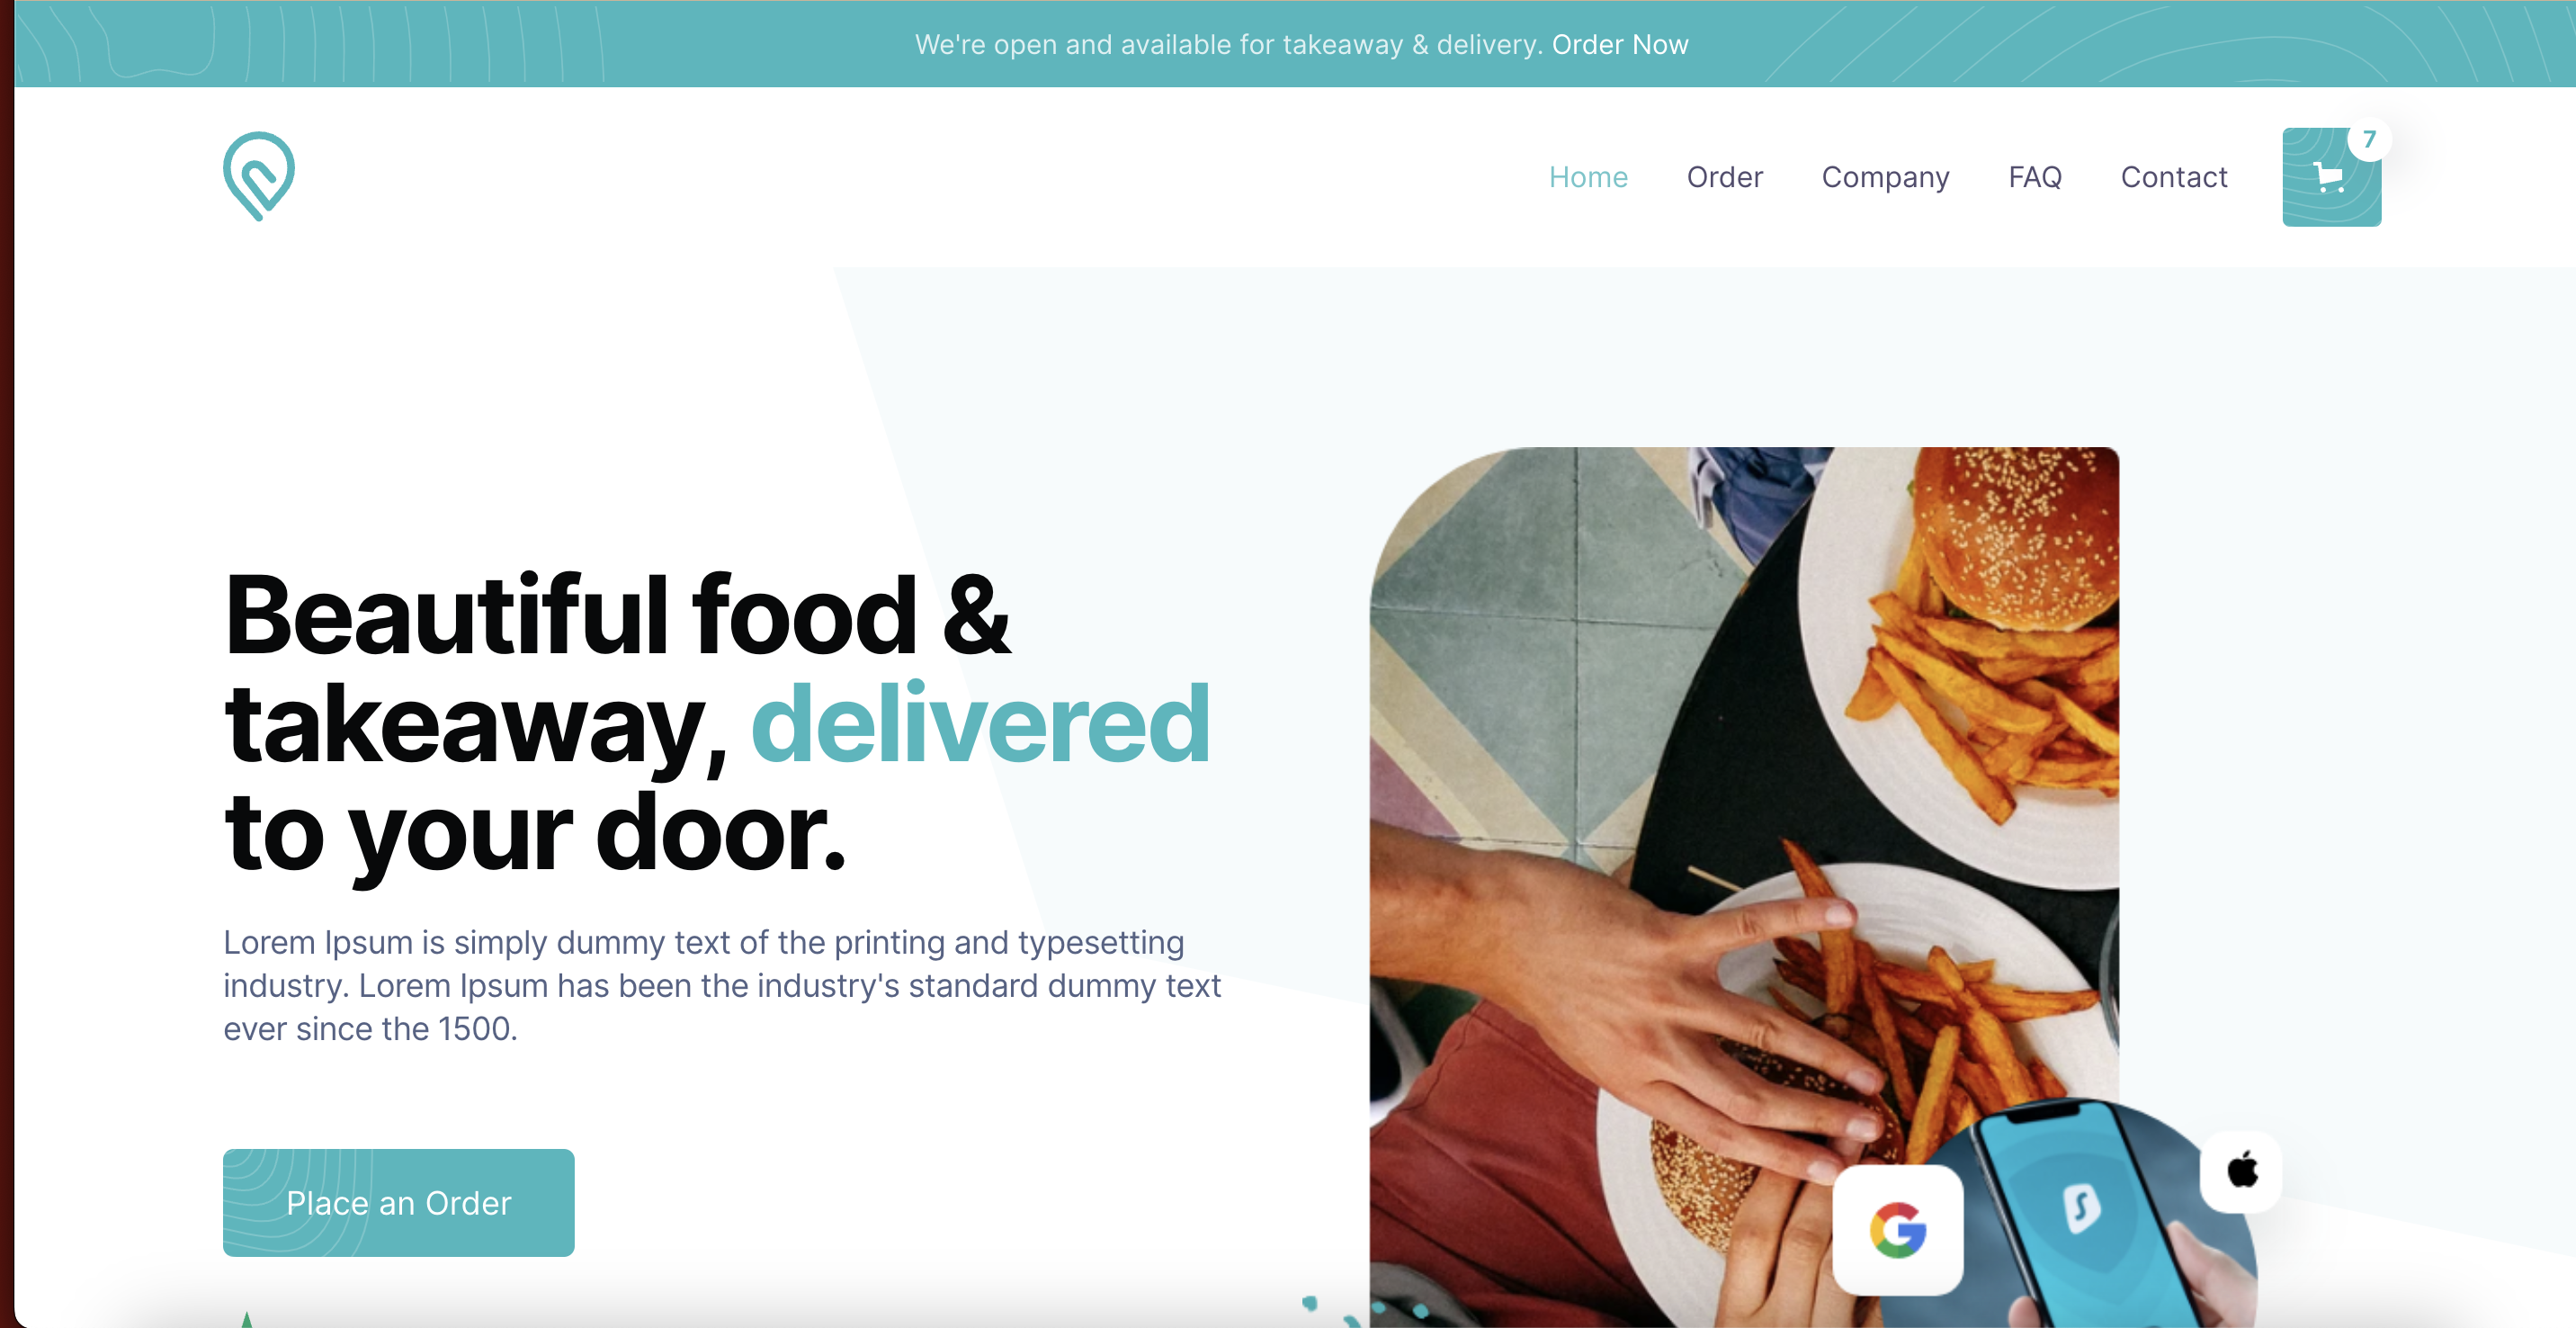 We're open and available for takeaway & delivery. Order Now
Home Order Company FAQ Contact 7
Beautiful food &
takeaway, delivered
to your door.
Lorem Ipsum is simply dummy text of the printing and typesetting
industry. Lorem Ipsum has been the industry's standard dummy text
ever since the 1500.
Place an Order